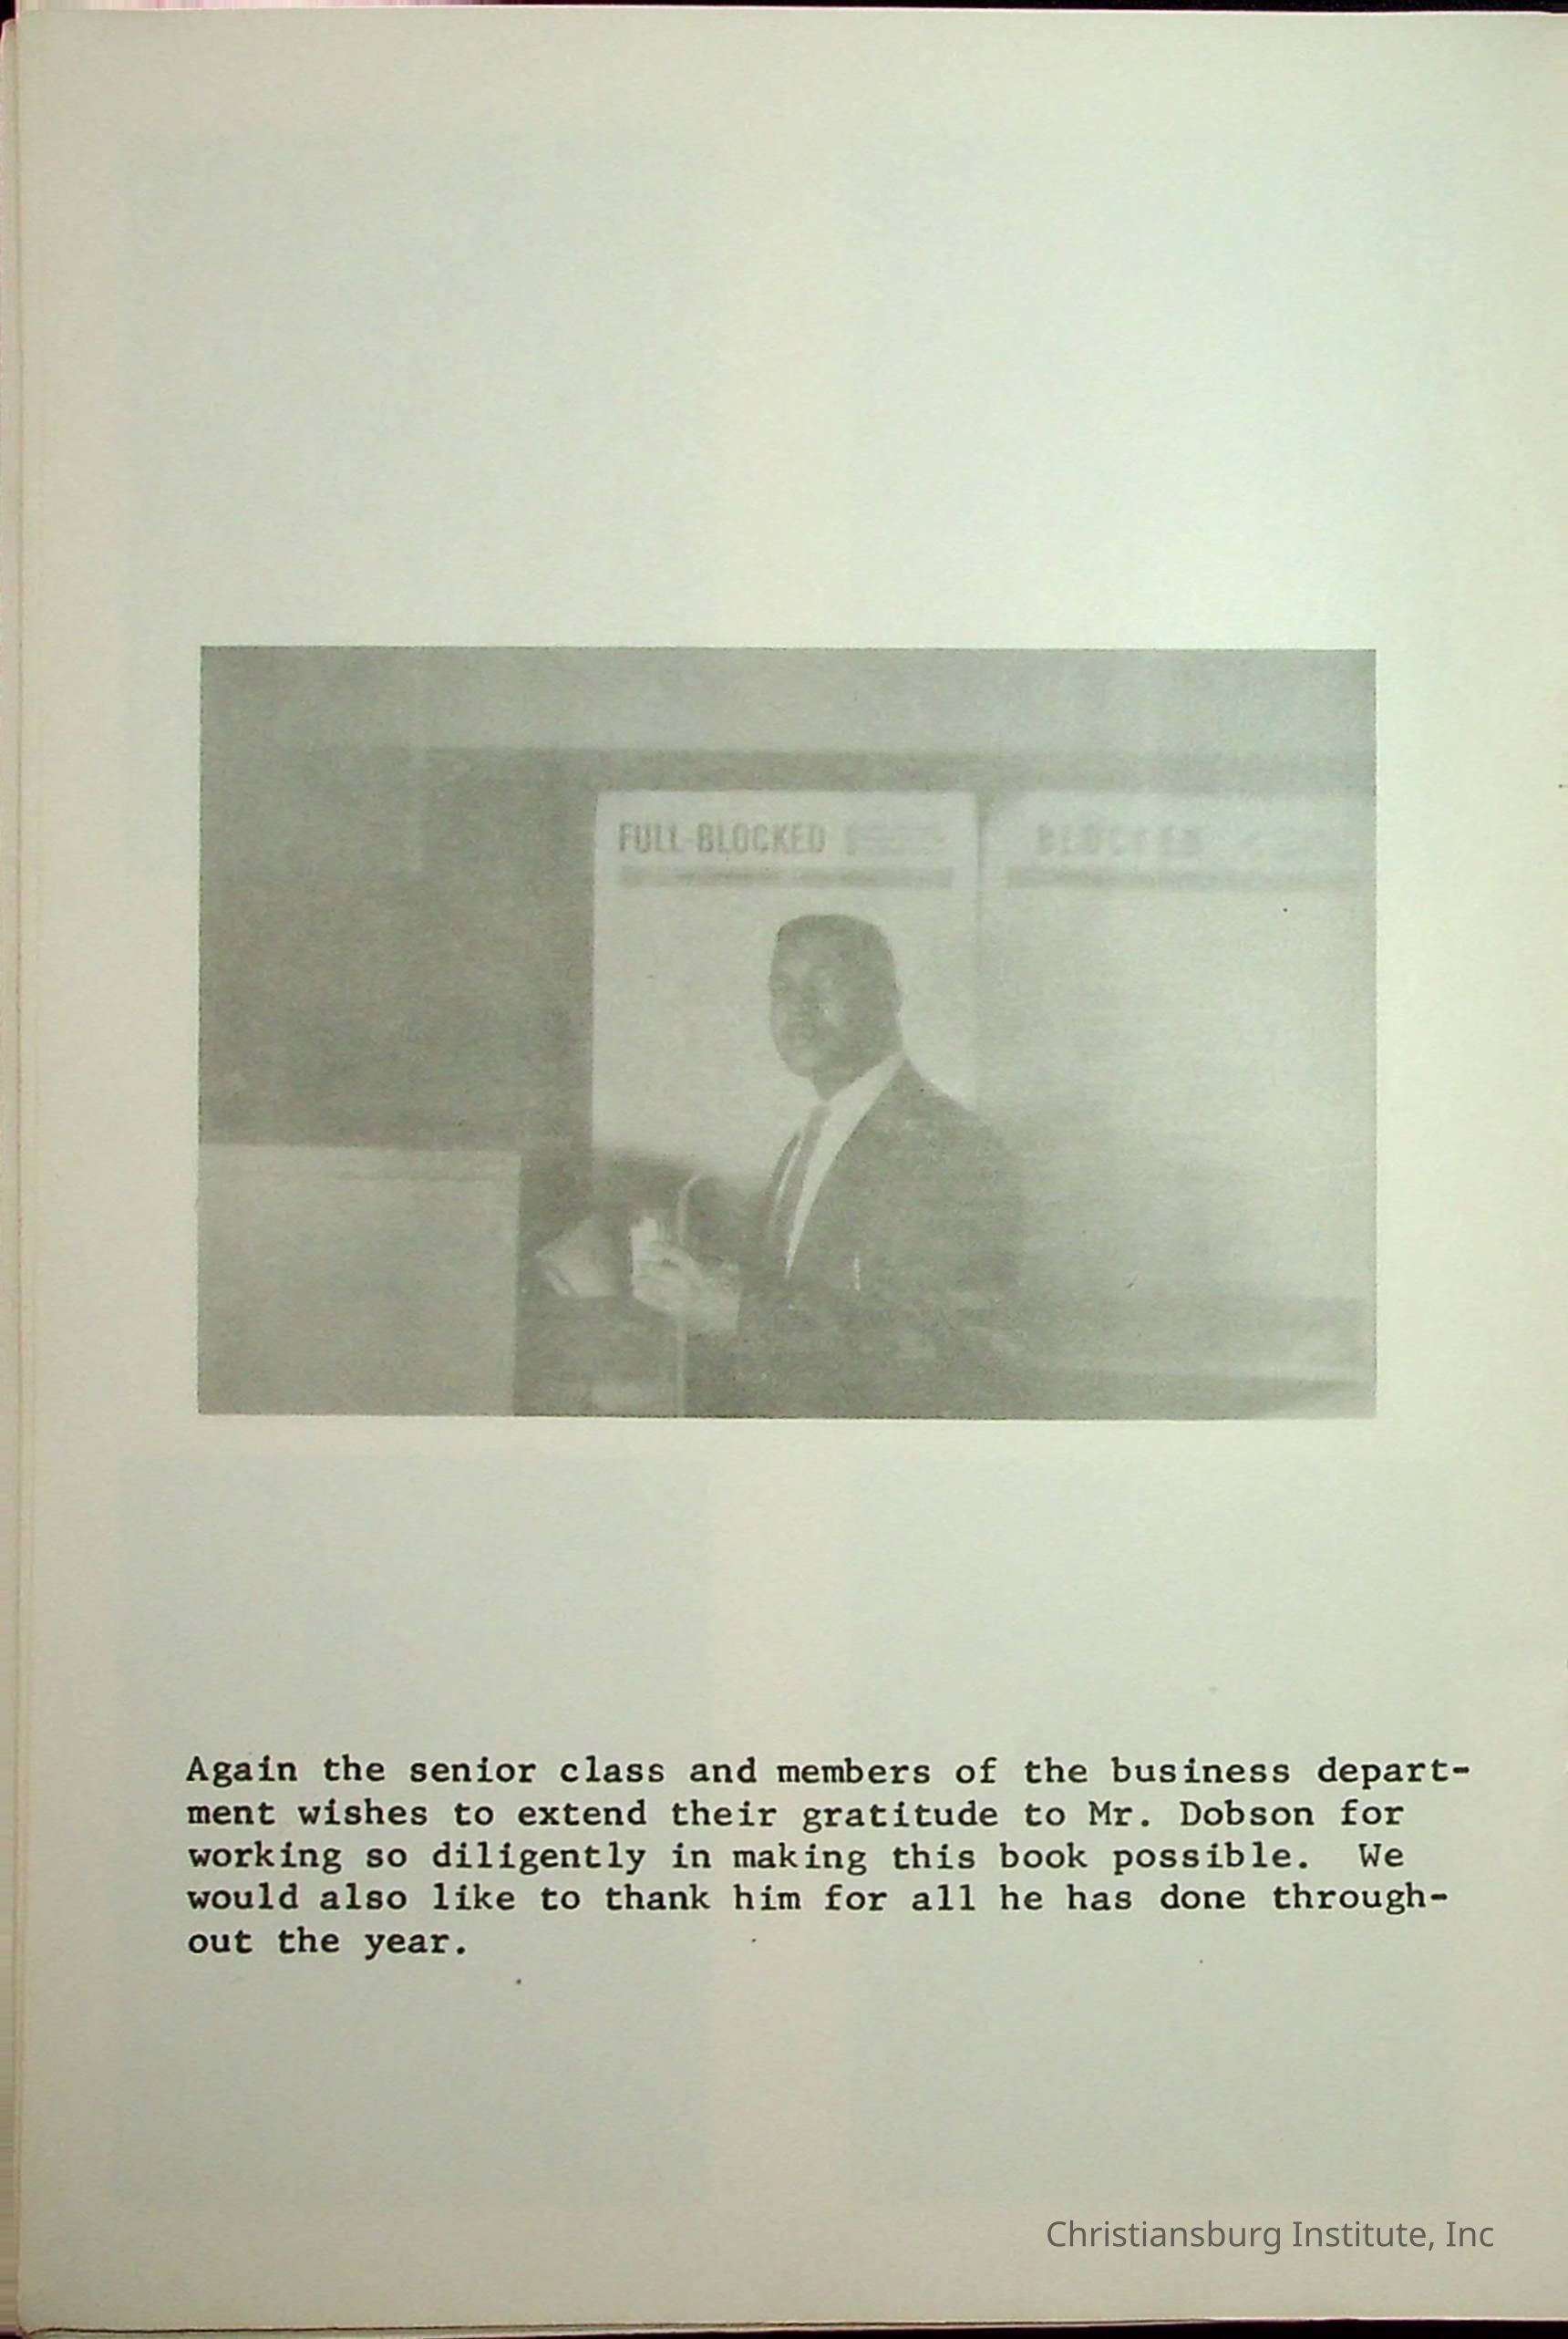 FULL-BLOCKED
BLOCKED
Again the senior class and members of the business depart-
ment wishes to extend their gratitude to Mr. Dobson for
working so diligently in making this book possible. We
would also like to thank him for all he has done through-
out the year.
Christiansburg Institute, Inc